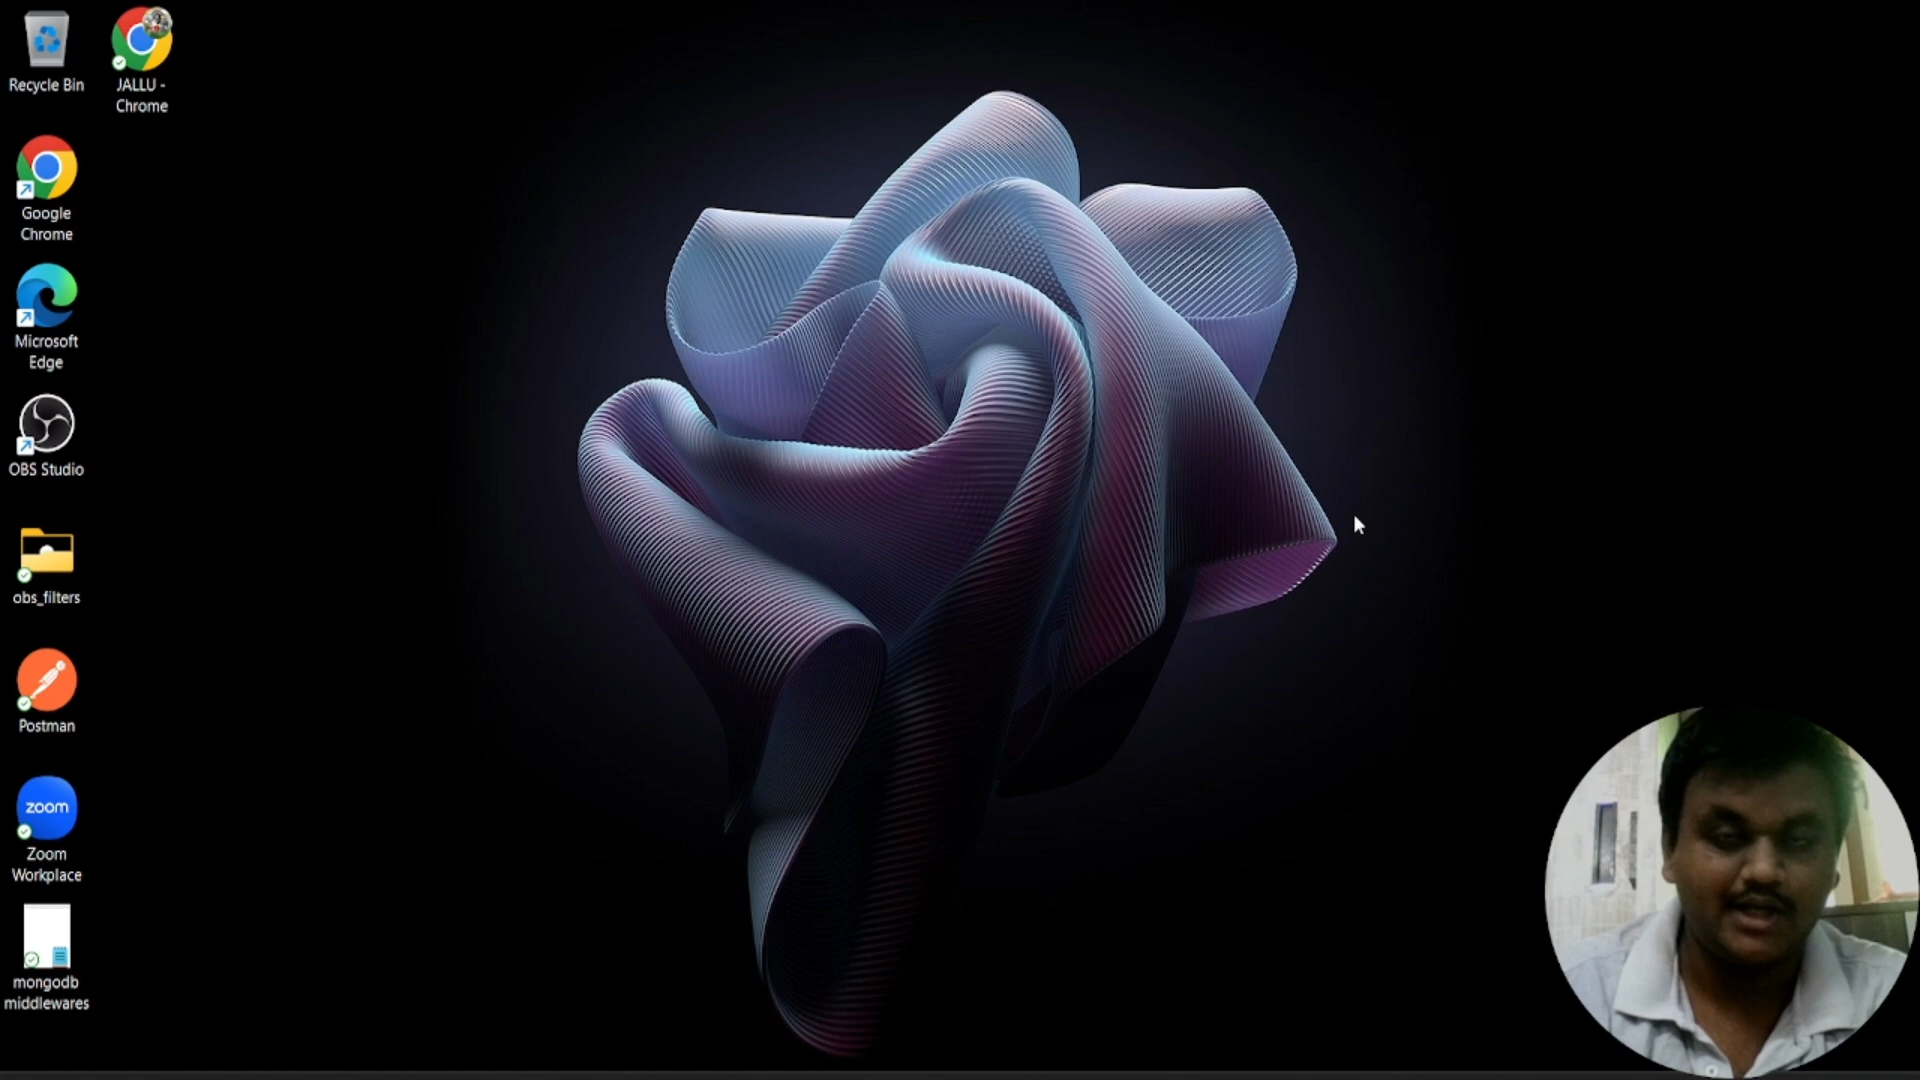 Recycle Bin
JALLU -
Chrome
Google
Chrome
Microsoft
Edge
OBS Studio
obs_filters
Postman
zoom
Zoom
Workplace
mongodb
middlewares